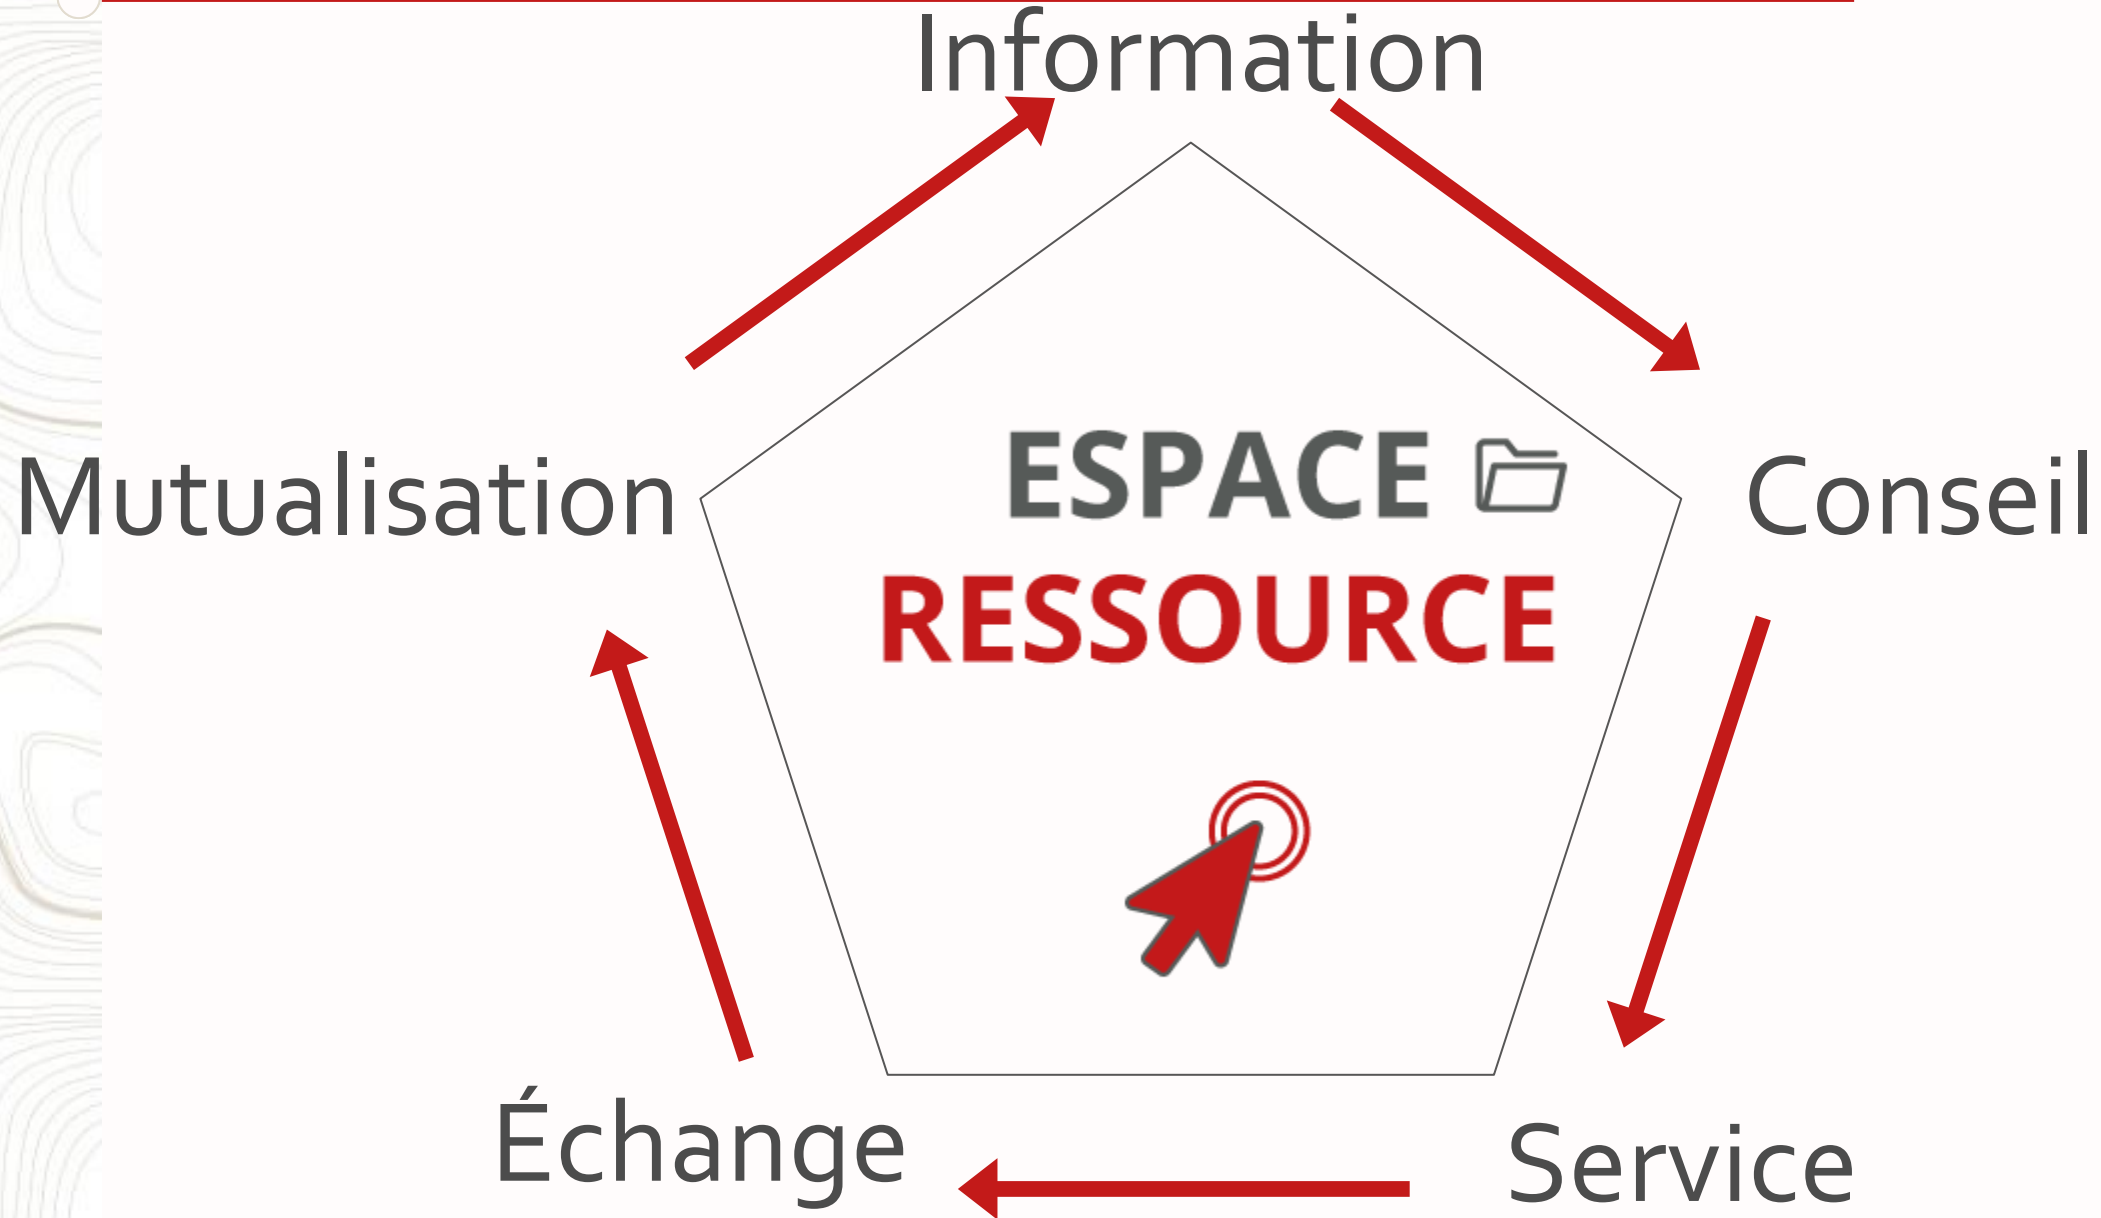 Information
Mutualisation
ESPACE
RESSOURCE
Conseil
Échange
Service